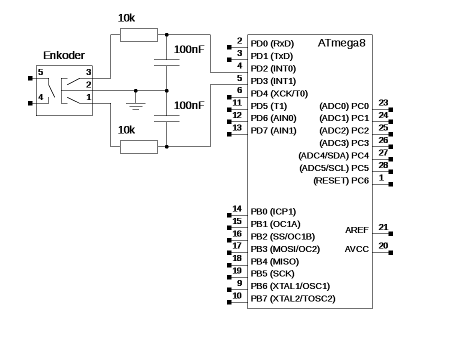 10k
Enkoder
100nF
5
4
3
2
1
100nF
10k
ATmega8
2 PD0 (RxD)
3 PD1 (TxD)
4 PD2 (INT0)
5 PD3 (INT1)
6 PD4 (XCK/T0)
11 PD5 (T1) (ADC0) PC0 23
12 PD6 (AIN0) (ADC1) PC1 24
13 PD7 (AIN1) (ADC2) PC2 25
(ADC3) PC3 26
(ADC4/SDA) PC4 27
(ADC5/SCL) PC5 28
(RESET) PC6 1
14 PB0 (ICP1)
15 PB1 (OC1A)
16 PB2 (SS/OC1B) AREF 21
17 PB3 (MOSI/OC2) AVCC 20
18 PB4 (MISO)
19 PB5 (SCK)
9 PB6 (XTAL1/OSC1)
10 PB7 (XTAL2/TOSC2)